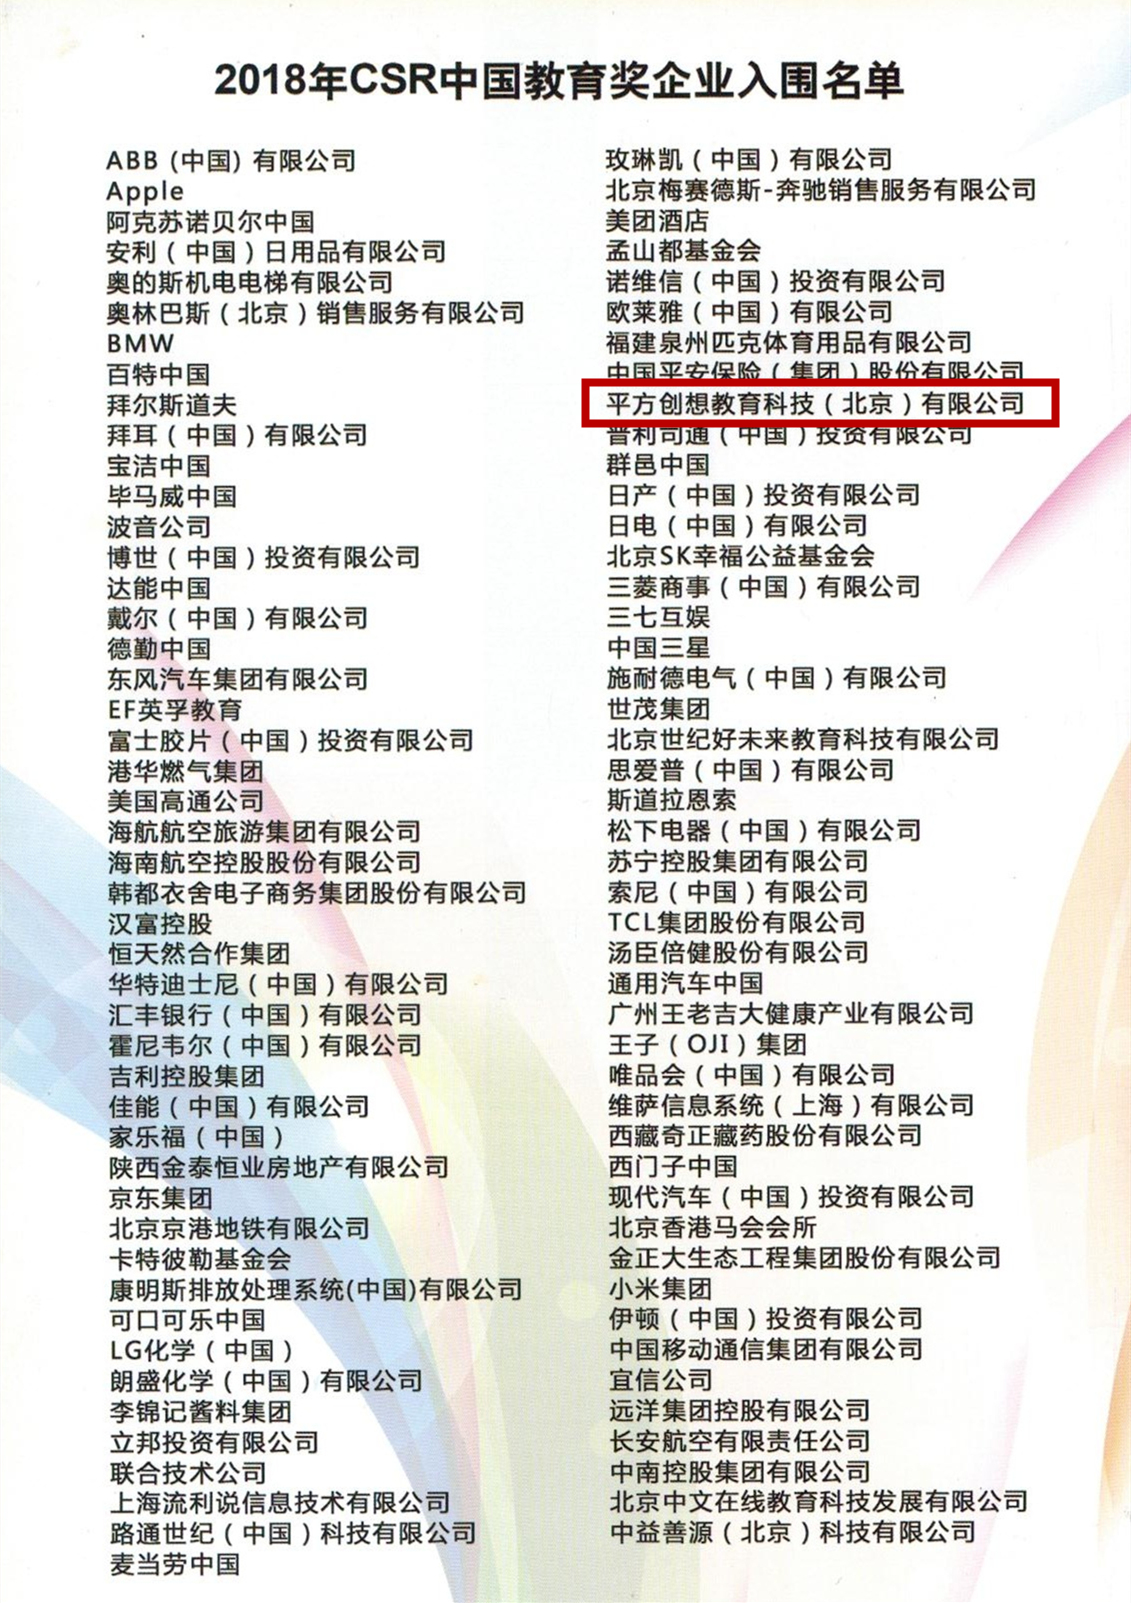 2018年CSR中国教育奖企业入围名单
ABB (中国) 有限公司
Apple
阿克苏诺贝尔中国
安利（中国）日用品有限公司
奥的斯机电电梯有限公司
奥林巴斯（北京）销售服务有限公司
BMW
百特中国
拜尔斯道夫
拜耳（中国）有限公司
宝洁中国
毕马威中国
波音公司
博世（中国）投资有限公司
达能中国
戴尔（中国）有限公司
德勤中国
东风汽车集团有限公司
EF英孚教育
富士胶片（中国）投资有限公司
港华燃气集团
美国高通公司
海航航空旅游集团有限公司
海南航空控股股份有限公司
韩都衣舍电子商务集团股份有限公司
汉富控股
恒天然合作集团
华特迪士尼（中国）有限公司
汇丰银行（中国）有限公司
霍尼韦尔（中国）有限公司
吉利控股集团
佳能（中国）有限公司
家乐福（中国）
陕西金泰恒业房地产有限公司
京东集团
北京京港地铁有限公司
卡特彼勒基金会
康明斯排放处理系统(中国)有限公司
可口可乐中国
LG化学（中国）
朗盛化学（中国）有限公司
李锦记酱料集团
立邦投资有限公司
联合技术公司
上海流利说信息技术有限公司
路通世纪（中国）科技有限公司
麦当劳中国
玫琳凯（中国）有限公司
北京梅赛德斯-奔驰销售服务有限公司
美团酒店
孟山都基金会
诺维信（中国）投资有限公司
欧莱雅（中国）有限公司
福建泉州匹克体育用品有限公司
中国平安保险（集团）股份有限公司
平方创想教育科技（北京）有限公司
普利司通（中国）投资有限公司
群邑中国
日产（中国）投资有限公司
日电（中国）有限公司
北京SK幸福公益基金会
三菱商事（中国）有限公司
三七互娱
中国三星
施耐德电气（中国）有限公司
世茂集团
北京世纪好未来教育科技有限公司
思爱普（中国）有限公司
斯道拉恩索
松下电器（中国）有限公司
苏宁控股集团有限公司
索尼（中国）有限公司
TCL集团股份有限公司
汤臣倍健股份有限公司
通用汽车中国
广州王老吉大健康产业有限公司
王子（OJI）集团
唯品会（中国）有限公司
维萨信息系统（上海）有限公司
西藏奇正藏药股份有限公司
西门子中国
现代汽车（中国）投资有限公司
北京香港马会会所
金正大生态工程集团股份有限公司
小米集团
伊顿（中国）投资有限公司
中国移动通信集团有限公司
宜信公司
远洋集团控股有限公司
长安航空有限责任公司
中南控股集团有限公司
北京中文在线教育科技发展有限公司
中益善源（北京）科技有限公司